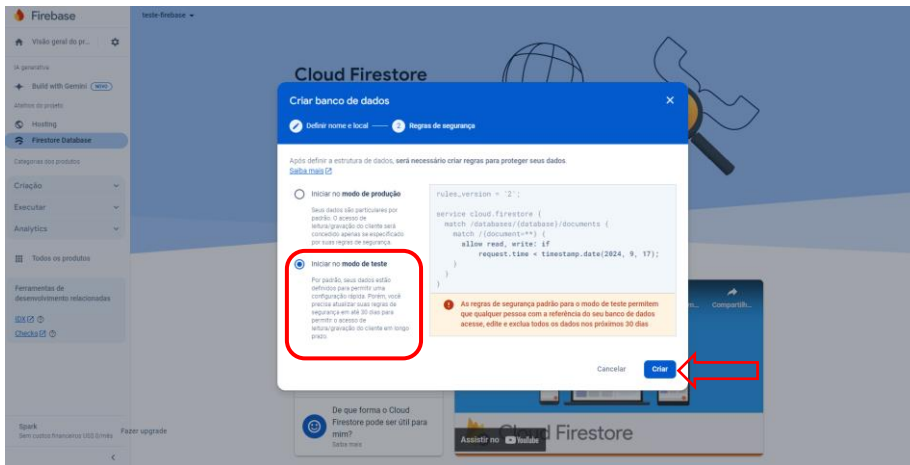 Firebase
teste-firebase
Visão geral do pr...
IA generativa
Build with Gemini NOVO
Atalhos do projeto
Hosting
Firestore Database
Categorias dos produtos
Criação
Executar
Analytics
Todos os produtos
Ferramentas de
desenvolvimento relacionadas
IDX
Checks
Spark
Sem custos financeiros US$ 0/mês
Fazer upgrade
Cloud Firestore
Criar banco de dados
Definir nome e local
2 Regras de segurança
Após definir a estrutura de dados, será necessário criar regras para proteger seus dados
Saiba mais
Iniciar no modo de produção
Seus dados são particulares por
padrão. O acesso de
leitura/gravação do cliente será
concedido apenas se especificado
por suas regras de segurança.
Iniciar no modo de teste
Por padrão, seus dados estão
definidos para permitir uma
configuração rápida. Porém, você
precisa atualizar suas regras de
segurança em até 30 dias para
permitir o acesso de
leitura/gravação do cliente em longo
prazo.
rules_version = '2';
service cloud.firestore {
match /databases/{database}/documents {
match /{document=**} {
allow read, write: if
request.time < timestamp.date(2024, 9, 17);
}
}
}
As regras de segurança padrão para o modo de teste permitem
que qualquer pessoa com a referência do seu banco de dados
acesse, edite e exclua todos os dados nos próximos 30 dias
Cancelar
Criar
Compartilh...
De que forma o Cloud
Firestore pode ser útil para
mim?
Saiba mais
Cloud Firestore
Assistir no YouTube